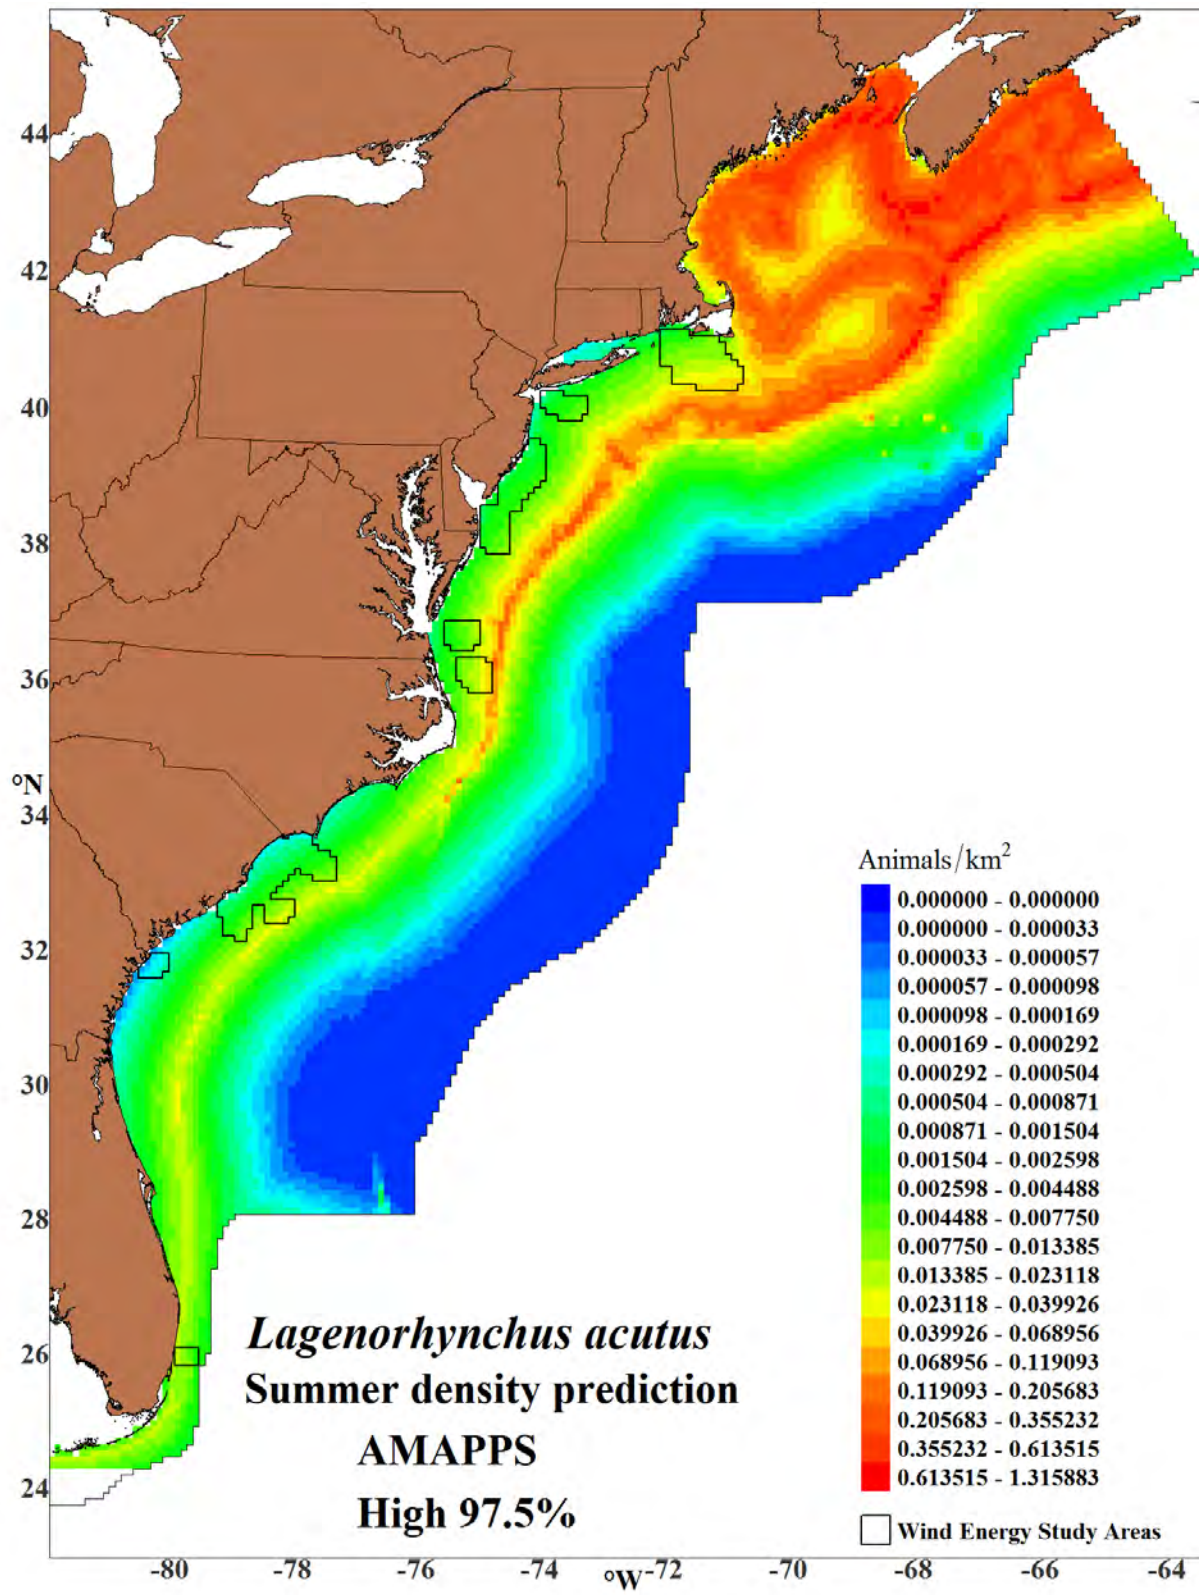 44
42
40
38
36
°N
34
32
30
28
26
24
-80
-78
-76
-74
°W
-72
-70
-68
-66
-64
Animals/km²
0.000000 - 0.000000
0.000000 - 0.000033
0.000033 - 0.000057
0.000057 - 0.000098
0.000098 - 0.000169
0.000169 - 0.000292
0.000292 - 0.000504
0.000504 - 0.000871
0.000871 - 0.001504
0.001504 - 0.002598
0.002598 - 0.004488
0.004488 - 0.007750
0.007750 - 0.013385
0.013385 - 0.023118
0.023118 - 0.039926
0.039926 - 0.068956
0.068956 - 0.119093
0.119093 - 0.205683
0.205683 - 0.355232
0.355232 - 0.613515
0.613515 - 1.315883
Wind Energy Study Areas
Lagenorhynchus acutus
Summer density prediction
AMAPPS
High 97.5%